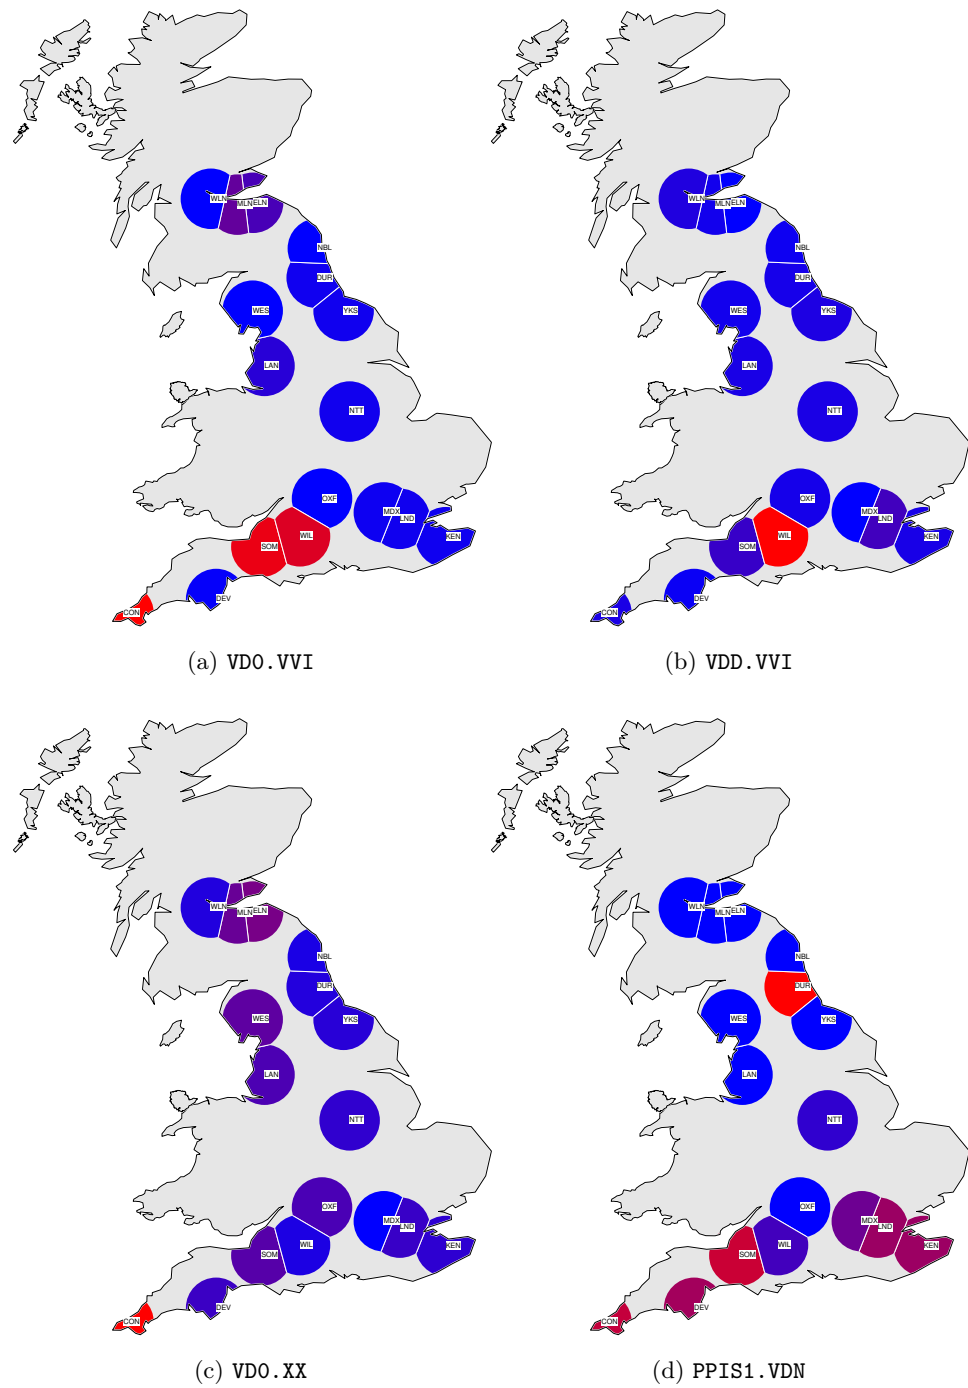 WLN MLN ELN
NBL
DUR
WES YKS
LAN
NTT
OXF
MDX LND
SOM WIL KEN
CON DEV
(a) VD0.VVI
WLN MLN ELN
NBL
DUR
WES YKS
LAN
NTT
OXF
MDX LND
SOM WIL KEN
CON DEV
(b) VDD.VVI
WLN MLN ELN
NBL
DUR
WES YKS
LAN
NTT
OXF
MDX LND
SOM WIL KEN
CON DEV
(c) VD0.XX
WLN MLN ELN
NBL
DUR
WES YKS
LAN
NTT
OXF
MDX LND
SOM WIL KEN
CON DEV
(d) PPIS1.VDN